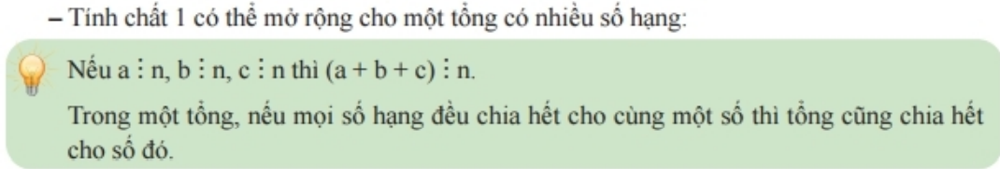 – Tính chất 1 có thể mở rộng cho một tổng có nhiều số hạng:
Nếu a ⋮ n, b ⋮ n, c ⋮ n thì (a + b + c) ⋮ n.
Trong một tổng, nếu mọi số hạng đều chia hết cho cùng một số thì tổng cũng chia hết
cho số đó.